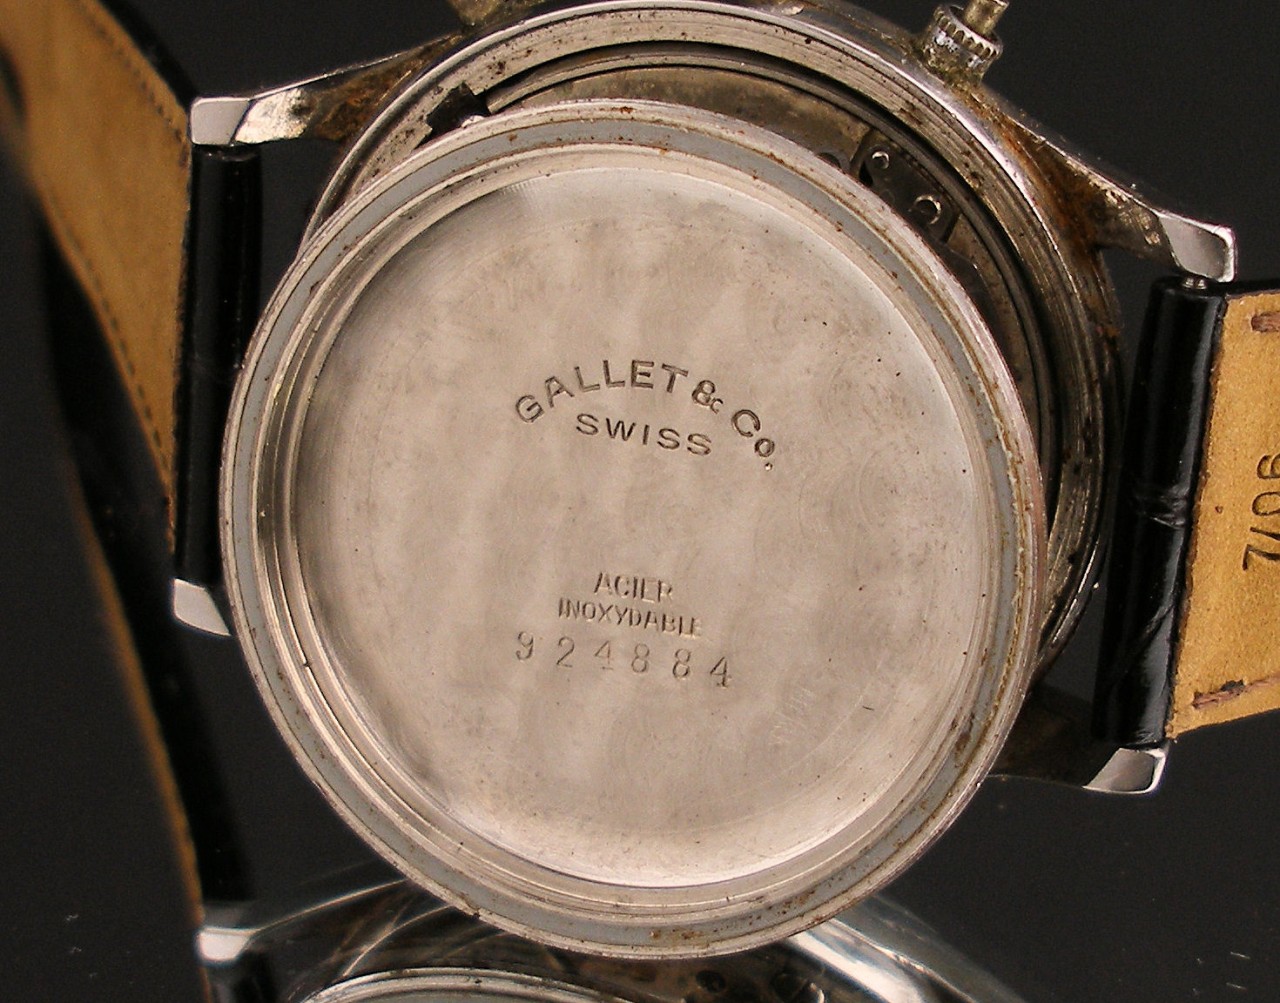 GALLET & Co.
SWISS
ACIER
INOXYDABLE
924884